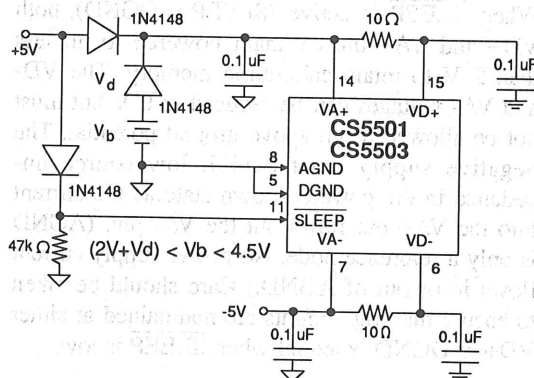 1N4148
10Ω
+5V
0.1 uF
0.1 uF
Vd
14
15
VA+
VD+
1N4148
CS5501
CS5503
Vb
8
AGND
5
DGND
11
SLEEP
1N4148
VA-
VD-
47kΩ
(2V+Vd) < Vb < 4.5V
7
6
-5V
10Ω
0.1 uF
0.1 uF